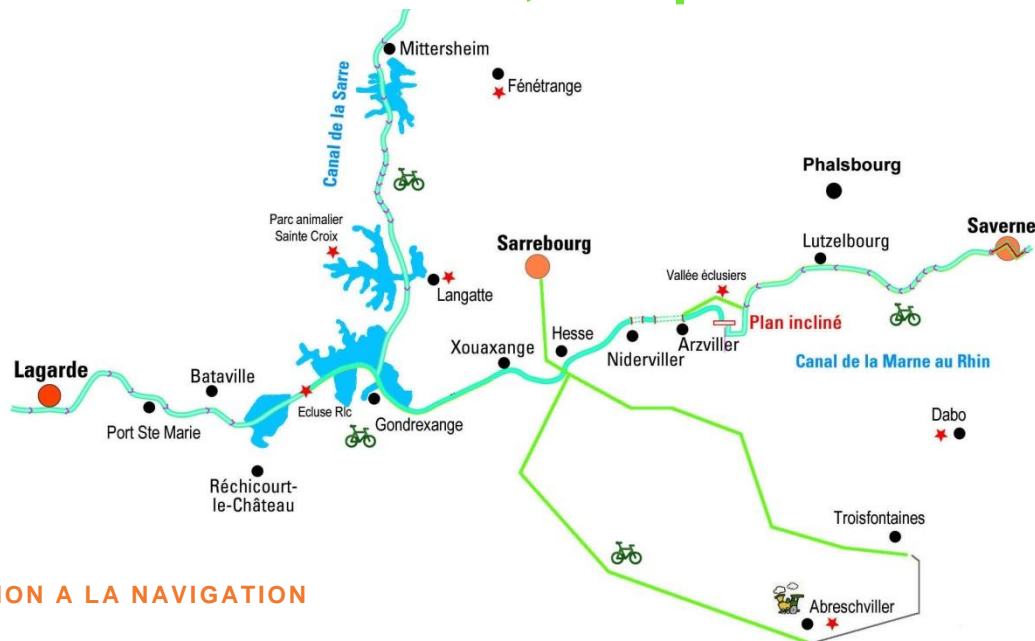 Mittersheim
Fénétrange
Canal de la Sarre
Phalsbourg
Parc animalier
Sainte Croix
Sarrebourg
Saverne
Lutzelbourg
Vallée éclusiers
Langatte
Hesse
Plan incliné
Xouaxange
Niderviller
Arzviller
Lagarde
Bataville
Canal de la Marne au Rhin
Ecluse Rlc
Gondrexange
Port Ste Marie
Dabo
Réchicourt-
le-Château
Troisfontaines
ION A LA NAVIGATION
Abreschviller